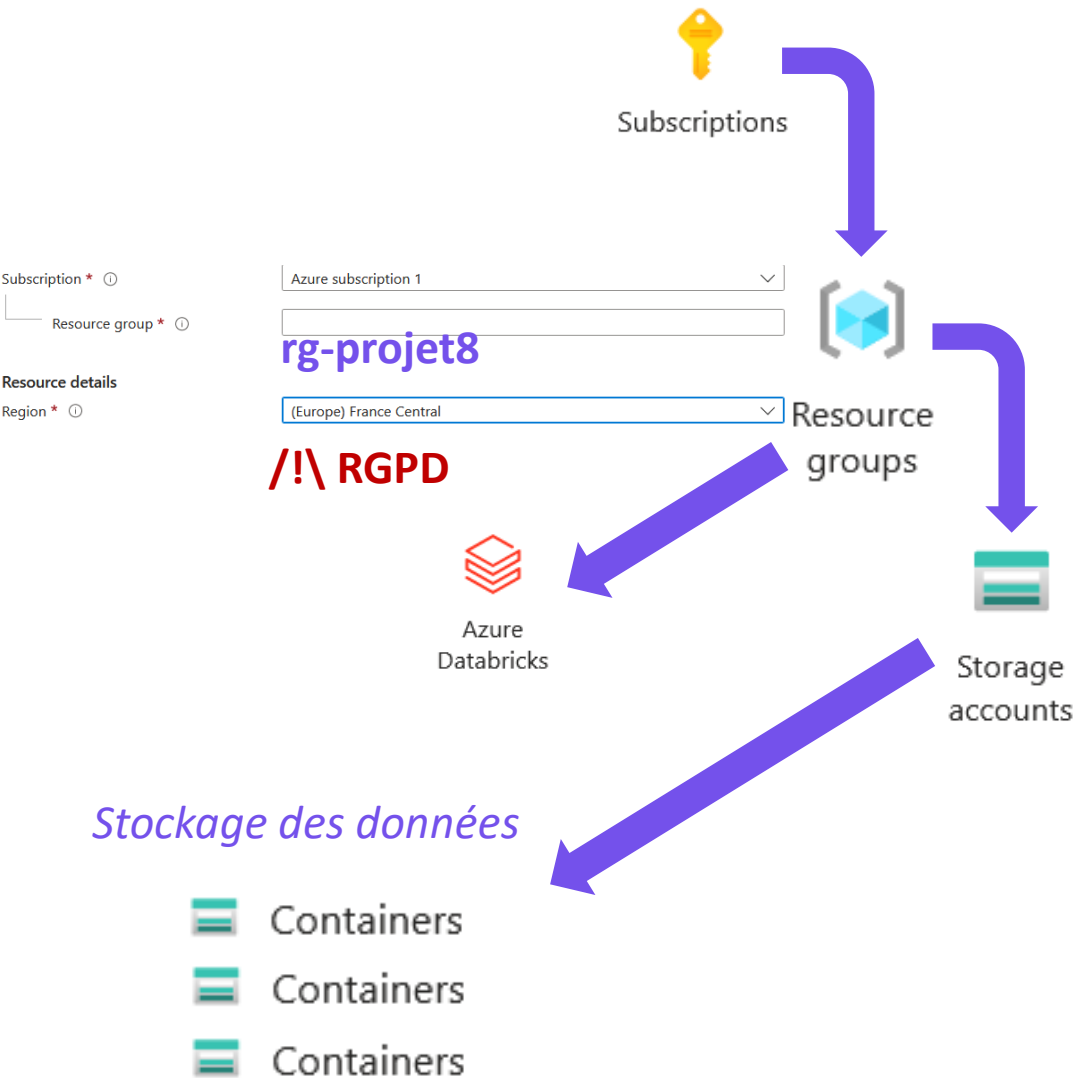 Subscriptions
Subscription *
Azure subscription 1
Resource group *
rg-projet8
Resource details
Region *
(Europe) France Central
/!\ RGPD
Resource
groups
Azure
Databricks
Storage
accounts
Stockage des données
Containers
Containers
Containers